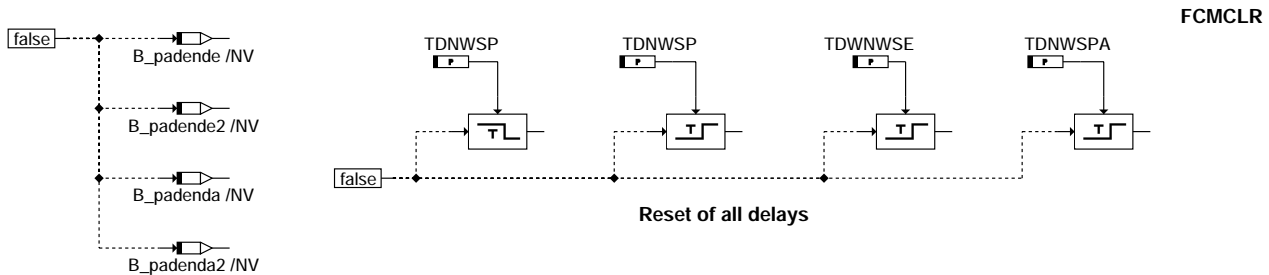 FCMCLR
false
B_padende /NV
B_padende2 /NV
B_padenda /NV
B_padenda2 /NV
TDNWSP
TDNWSP
TDWNWSE
TDNWSPA
P
P
P
P
T
T
T
T
false
Reset of all delays